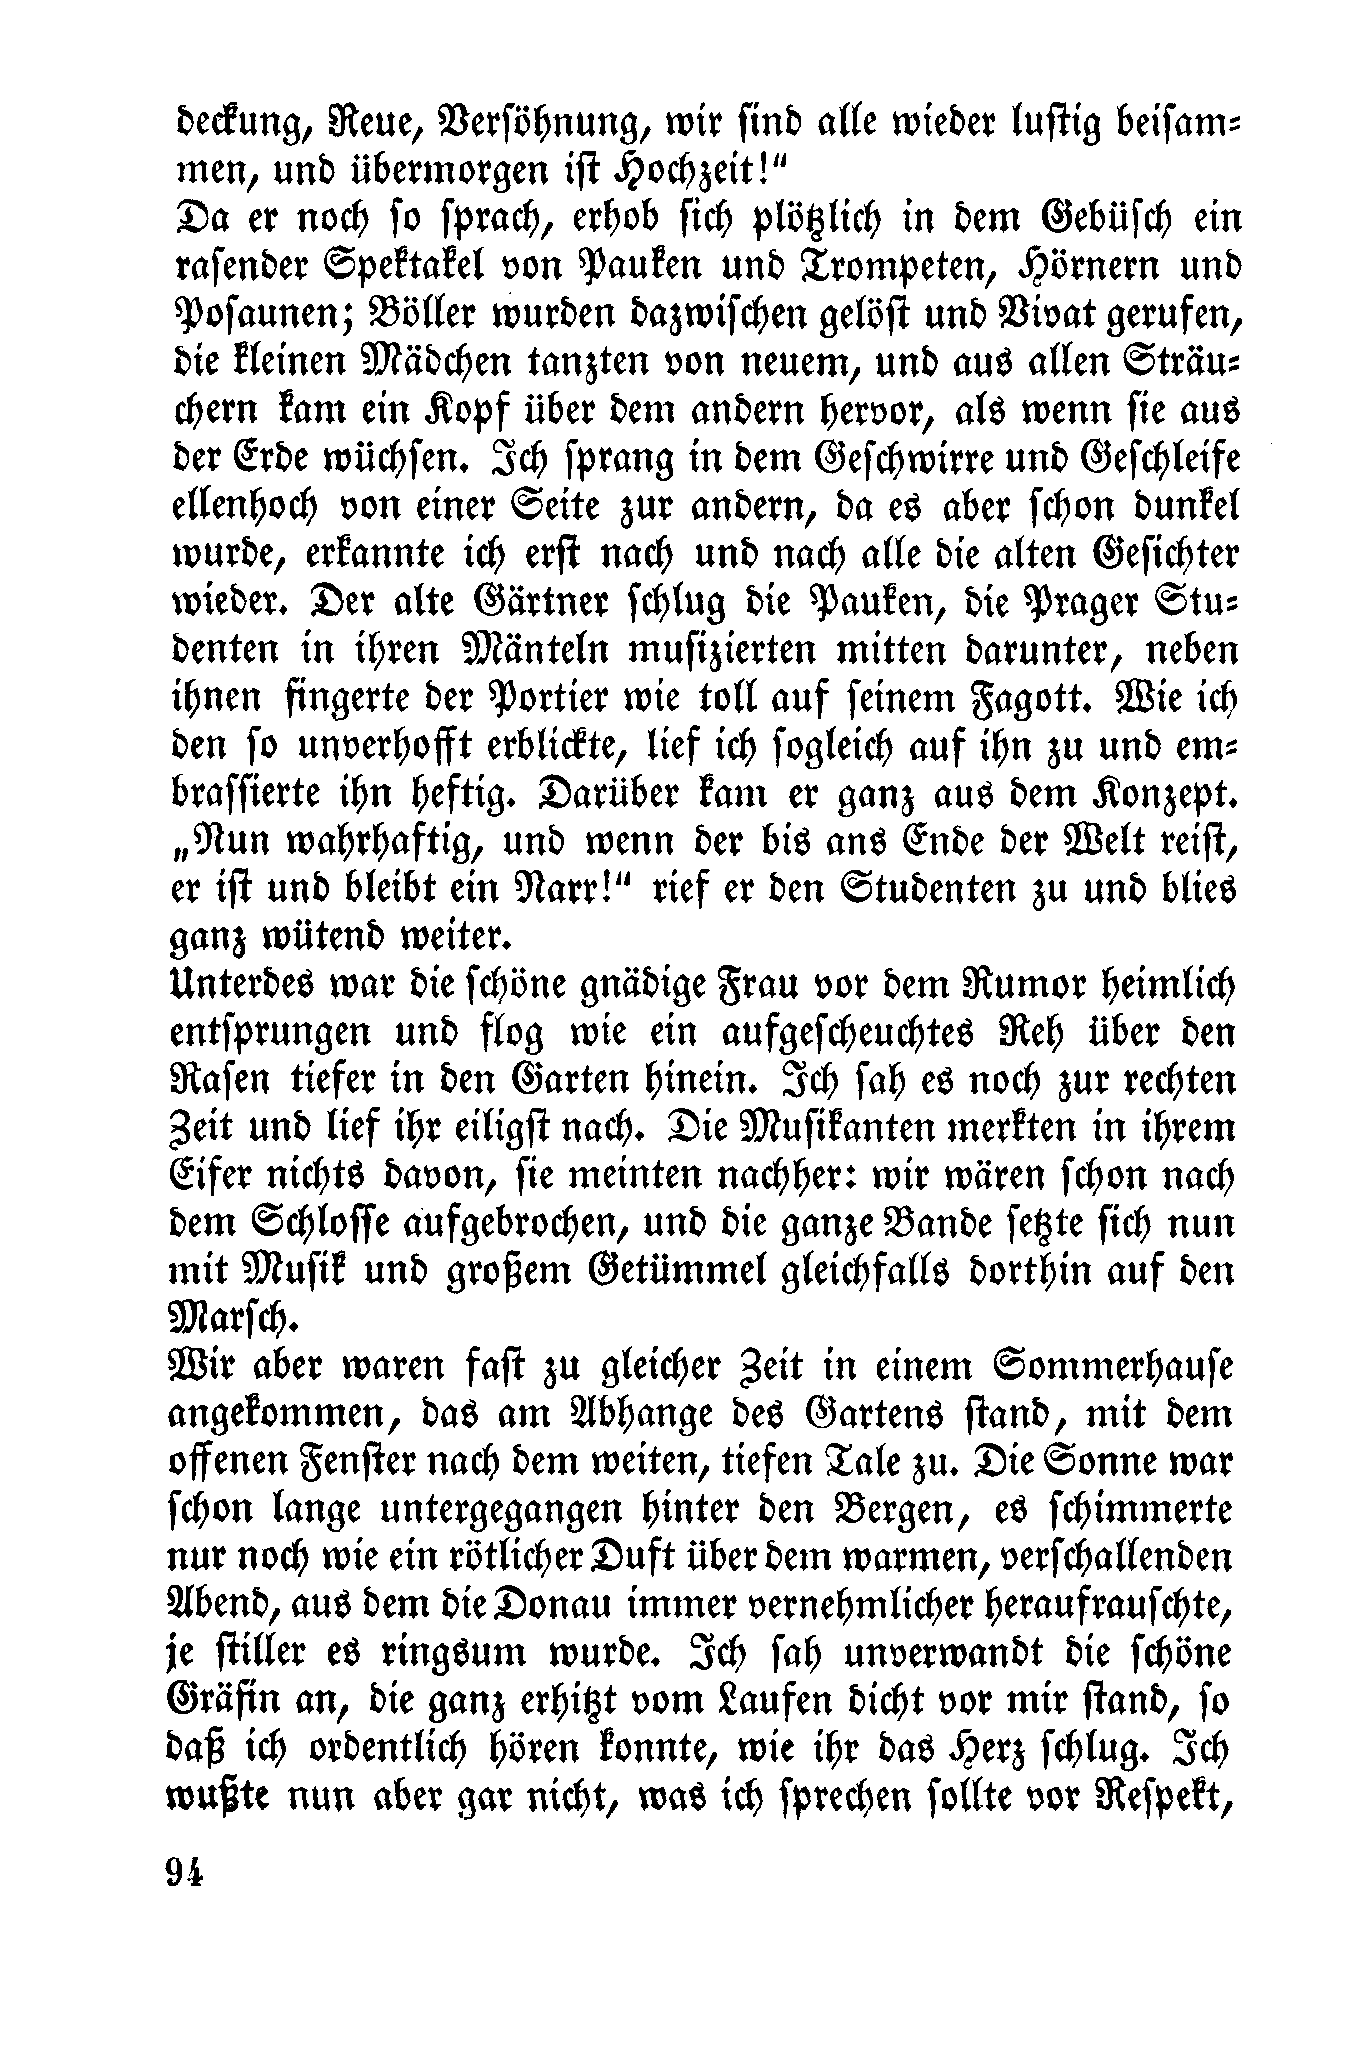 deckung, Reue, Versöhnung, wir sind alle wieder lustig beisam-
men, und übermorgen ist Hochzeit!“
Da er noch so sprach, erhob sich plötzlich in dem Gebüsch ein
rasender Spektakel von Pauken und Trompeten, Hörnern und
Posaunen; Böller wurden dazwischen gelöst und Vivat gerufen,
die kleinen Mädchen tanzten von neuem, und aus allen Sträu-
chern kam ein Kopf über dem andern hervor, als wenn sie aus
der Erde wüchsen. Ich sprang in dem Geschwirre und Geschleife
ellenhoch von einer Seite zur andern, da es aber schon dunkel
wurde, erkannte ich erst nach und nach alle die alten Gesichter
wieder. Der alte Gärtner schlug die Pauken, die Prager Stu-
denten in ihren Mänteln musizierten mitten darunter, neben
ihnen fingerte der Portier wie toll auf seinem Fagott. Wie ich
den so unverhofft erblickte, lief ich sogleich auf ihn zu und em-
brassierte ihn heftig. Darüber kam er ganz aus dem Konzept.
„Nun wahrhaftig, und wenn der bis ans Ende der Welt reist,
er ist und bleibt ein Narr!“ rief er den Studenten zu und blies
ganz wütend weiter.
Unterdes war die schöne gnädige Frau vor dem Rumor heimlich
entsprungen und flog wie ein aufgescheuchtes Reh über den
Rasen tiefer in den Garten hinein. Ich sah es noch zur rechten
Zeit und lief ihr eiligst nach. Die Musikanten merkten in ihrem
Eifer nichts davon, sie meinten nachher: wir wären schon nach
dem Schlosse aufgebrochen, und die ganze Bande setzte sich nun
mit Musik und großem Getümmel gleichfalls dorthin auf den
Marsch.
Wir aber waren fast zu gleicher Zeit in einem Sommerhause
angekommen, das am Abhange des Gartens stand, mit dem
offenen Fenster nach dem weiten, tiefen Tale zu. Die Sonne war
schon lange untergegangen hinter den Bergen, es schimmerte
nur noch wie ein rötlicher Duft über dem warmen, verschallenden
Abend, aus dem die Donau immer vernehmlicher heraufrauschte,
je stiller es ringsum wurde. Ich sah unverwandt die schöne
Gräfin an, die ganz erhitzt vom Laufen dicht vor mir stand, so
daß ich ordentlich hören konnte, wie ihr das Herz schlug. Ich
wußte nun aber gar nicht, was ich sprechen sollte vor Respekt,
94